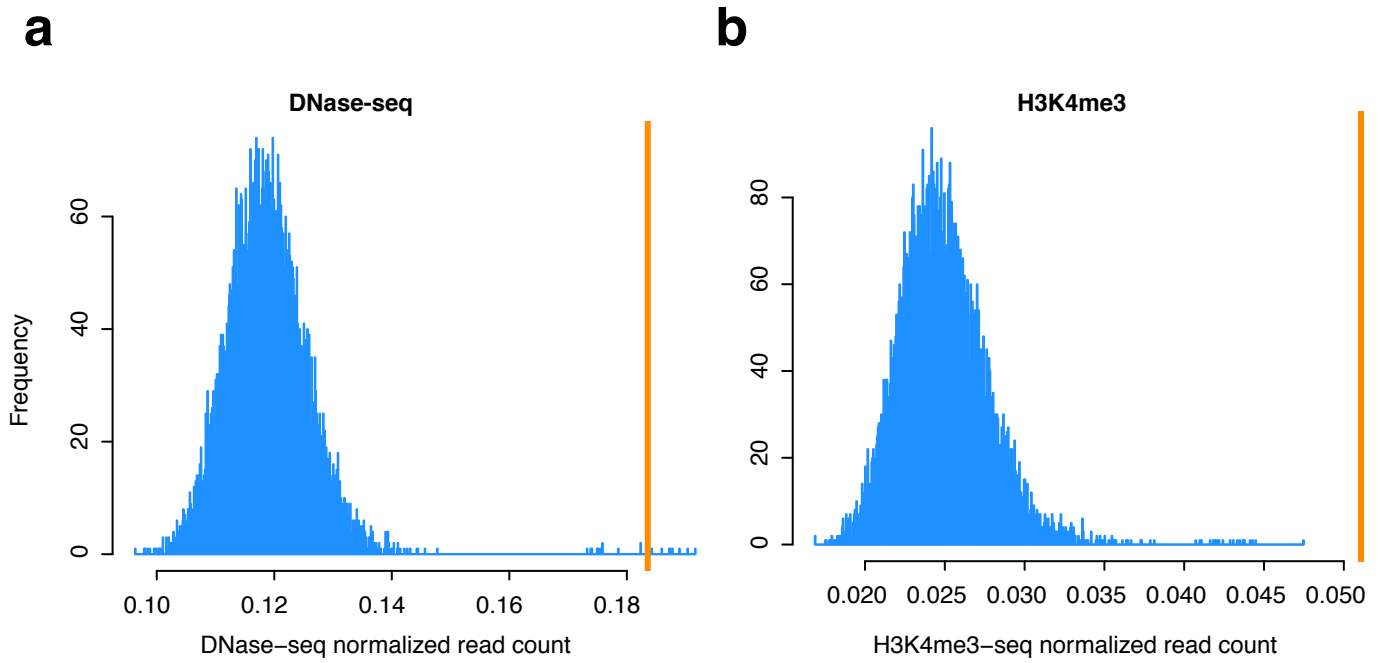 a
DNase-seq
Frequency
60
40
20
0
0.10 0.12 0.14 0.16 0.18
DNase−seq normalized read count
b
H3K4me3
80
60
40
20
0
0.020 0.025 0.030 0.035 0.040 0.045 0.050
H3K4me3−seq normalized read count